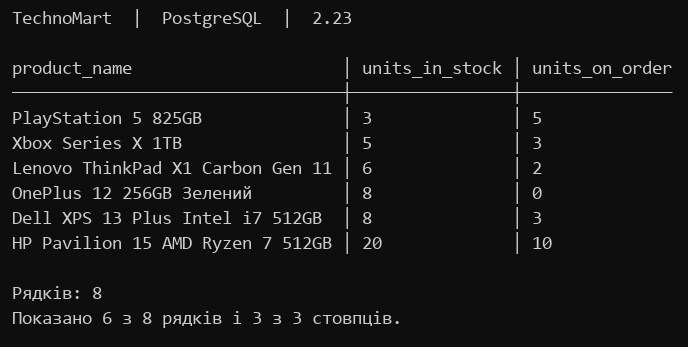 TechnoMart | PostgreSQL | 2.23
product_name | units_in_stock | units_on_order
PlayStation 5 825GB | 3 | 5
Xbox Series X 1TB | 5 | 3
Lenovo ThinkPad X1 Carbon Gen 11 | 6 | 2
OnePlus 12 256GB Зелений | 8 | 0
Dell XPS 13 Plus Intel i7 512GB | 8 | 3
HP Pavilion 15 AMD Ryzen 7 512GB | 20 | 10
Рядків: 8
Показано 6 з 8 рядків і 3 з 3 стовпців.